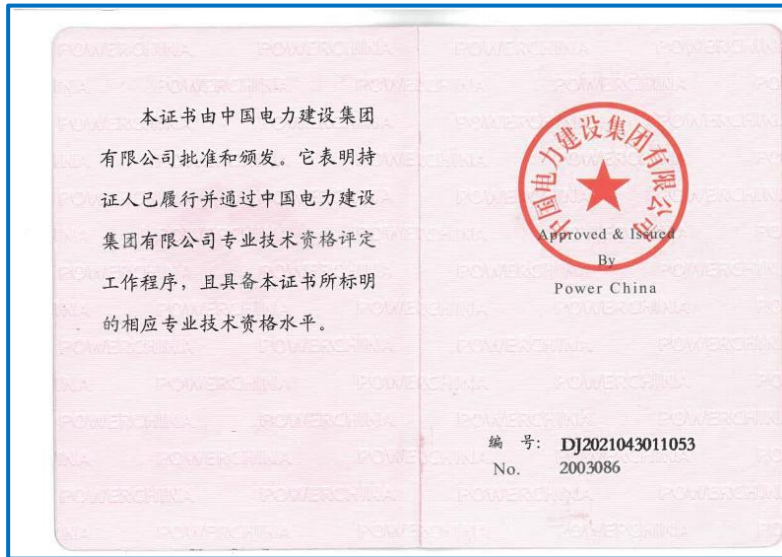 本证书由中国电力建设集团
有限公司批准和颁发。它表明持
证人已履行并通过中国电力建设
集团有限公司专业技术资格评定
工作程序，且具备本证书所标明
的相应专业技术资格水平。
中国电力建设集团有限公司
Approved & Issued
By
Power China
编 号: DJ2021043011053
No. 2003086
POWERCHINA